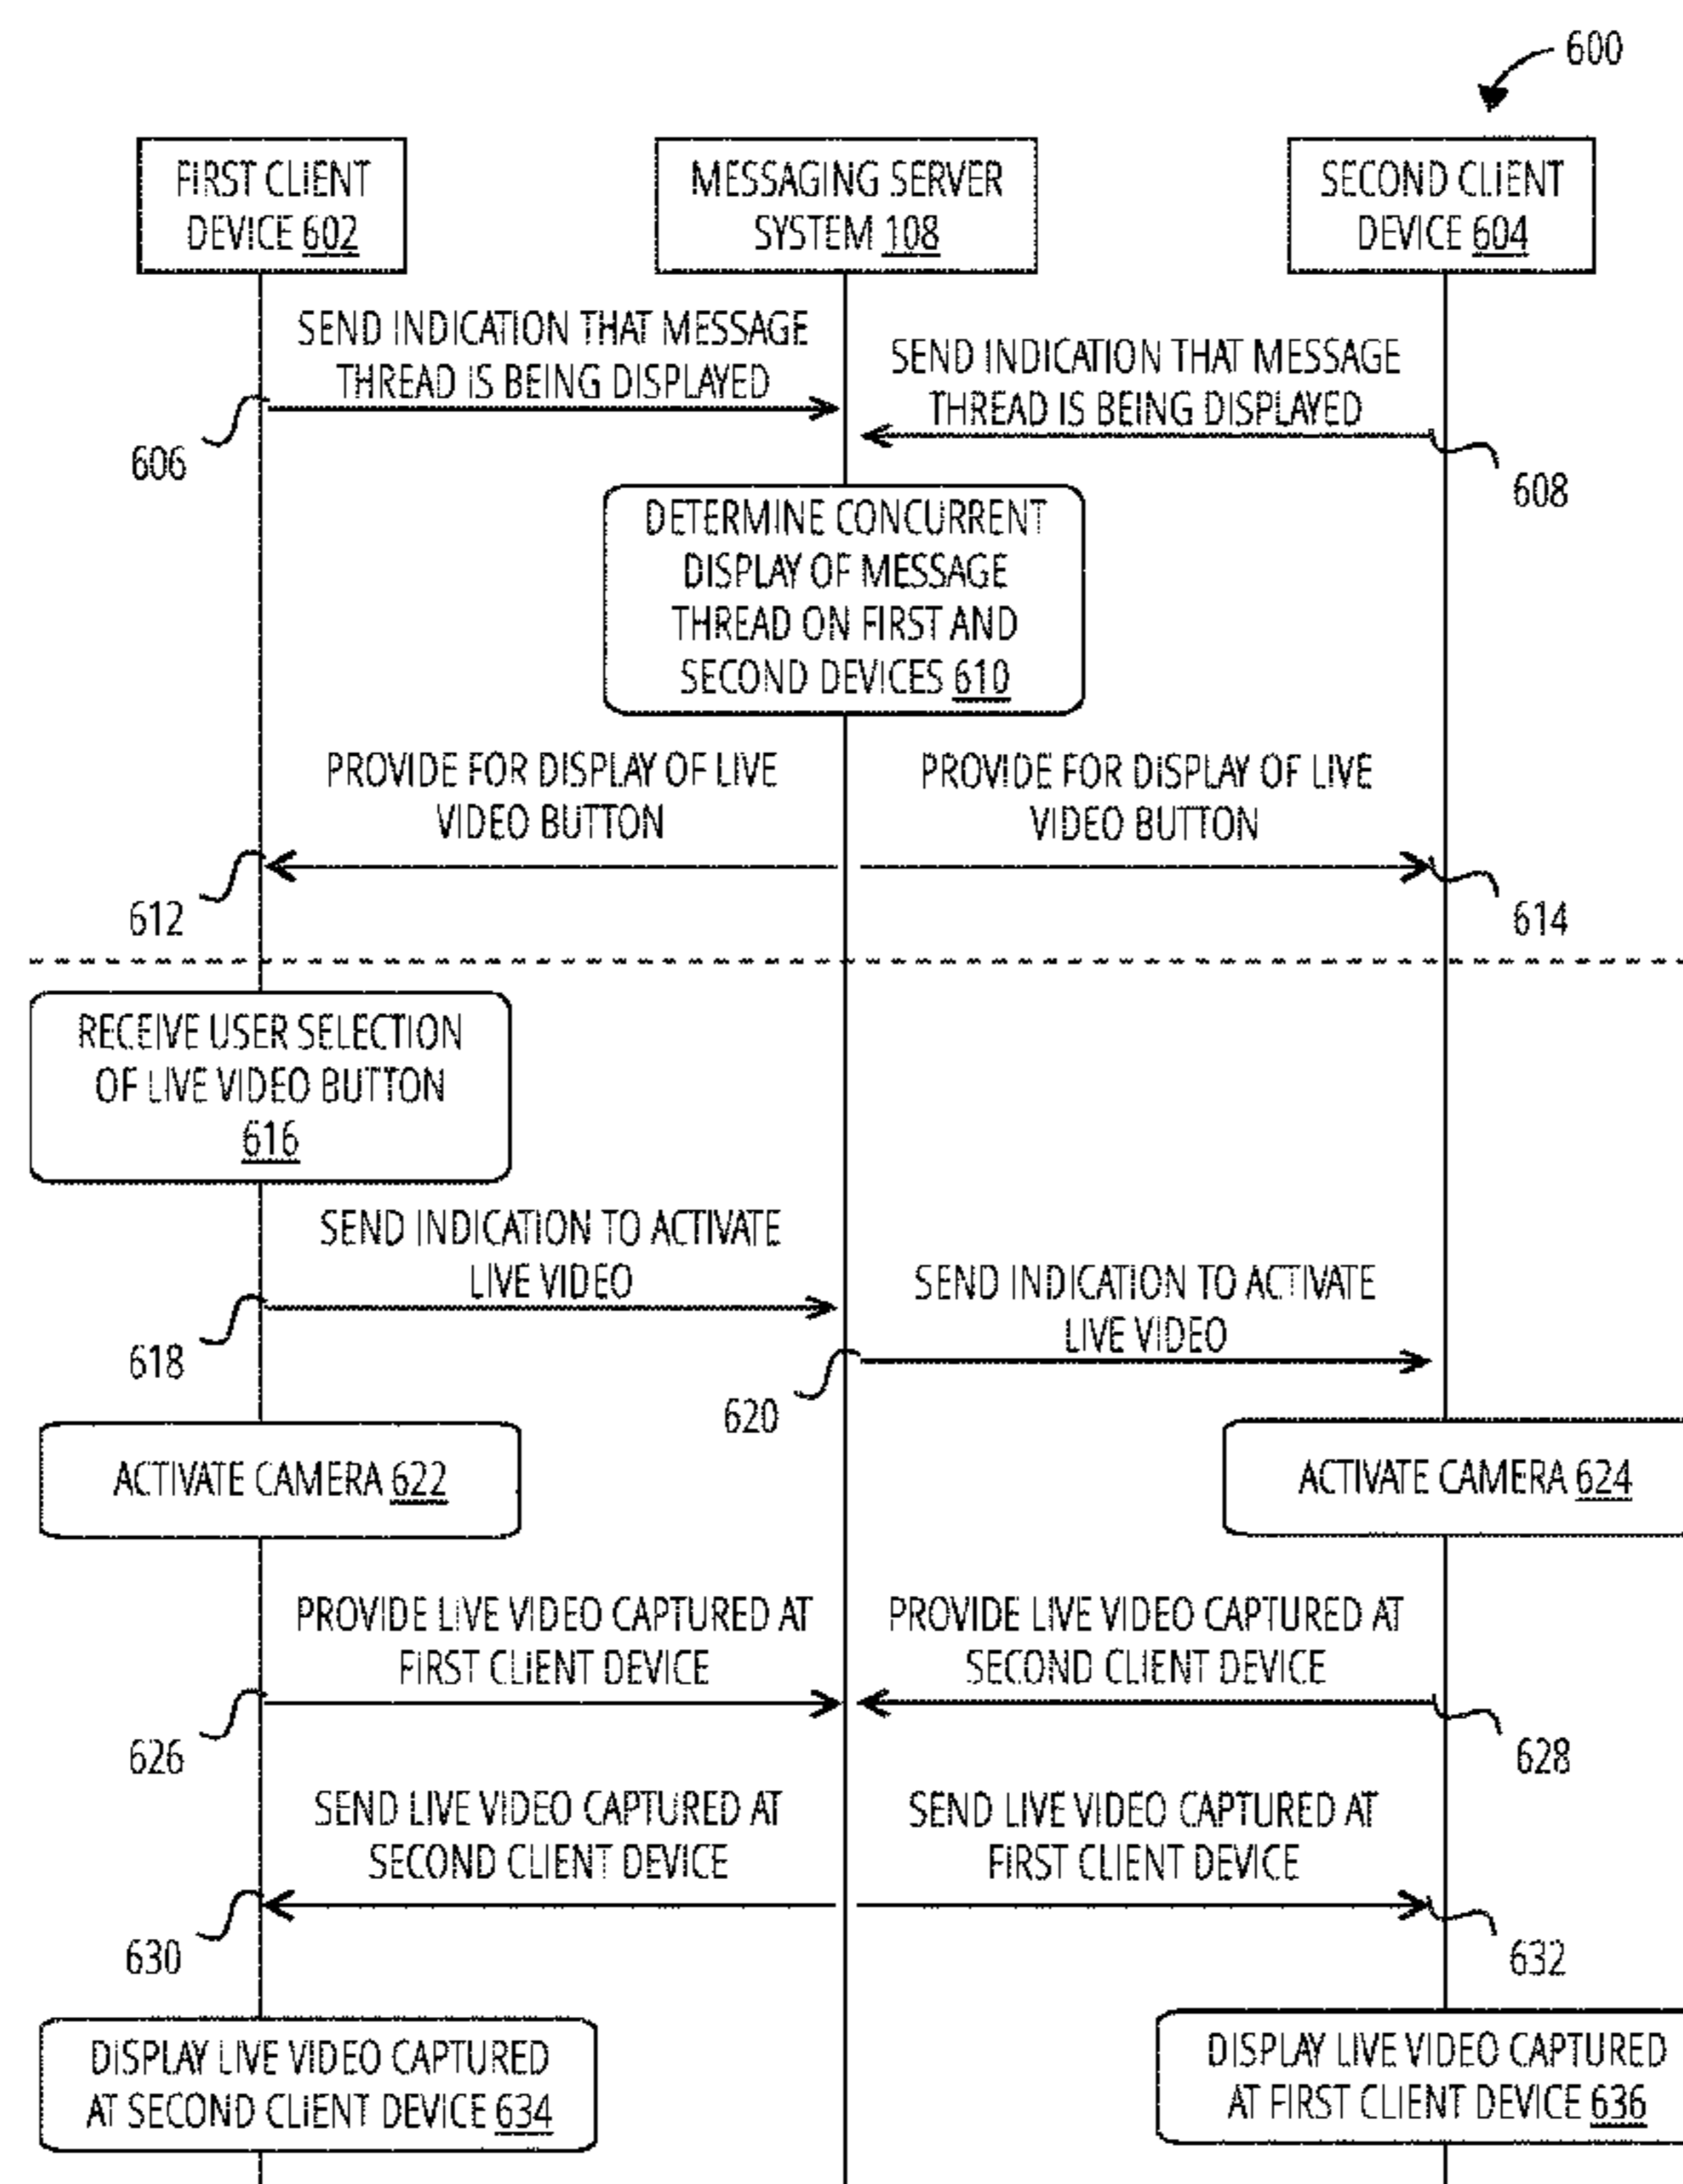 600
FIRST CLIENT
DEVICE 602
MESSAGING SERVER
SYSTEM 108
SECOND CLIENT
DEVICE 604
SEND INDICATION THAT MESSAGE
THREAD IS BEING DISPLAYED
606
SEND INDICATION THAT MESSAGE
THREAD IS BEING DISPLAYED
608
DETERMINE CONCURRENT
DISPLAY OF MESSAGE
THREAD ON FIRST AND
SECOND DEVICES 610
PROVIDE FOR DISPLAY OF LIVE
VIDEO BUTTON
612
PROVIDE FOR DISPLAY OF LIVE
VIDEO BUTTON
614
RECEIVE USER SELECTION
OF LIVE VIDEO BUTTON
616
SEND INDICATION TO ACTIVATE
LIVE VIDEO
618
SEND INDICATION TO ACTIVATE
LIVE VIDEO
620
ACTIVATE CAMERA 622
ACTIVATE CAMERA 624
PROVIDE LIVE VIDEO CAPTURED AT
FIRST CLIENT DEVICE
626
PROVIDE LIVE VIDEO CAPTURED AT
SECOND CLIENT DEVICE
628
SEND LIVE VIDEO CAPTURED AT
SECOND CLIENT DEVICE
630
SEND LIVE VIDEO CAPTURED AT
FIRST CLIENT DEVICE
632
DISPLAY LIVE VIDEO CAPTURED
AT SECOND CLIENT DEVICE 634
DISPLAY LIVE VIDEO CAPTURED
AT FIRST CLIENT DEVICE 636